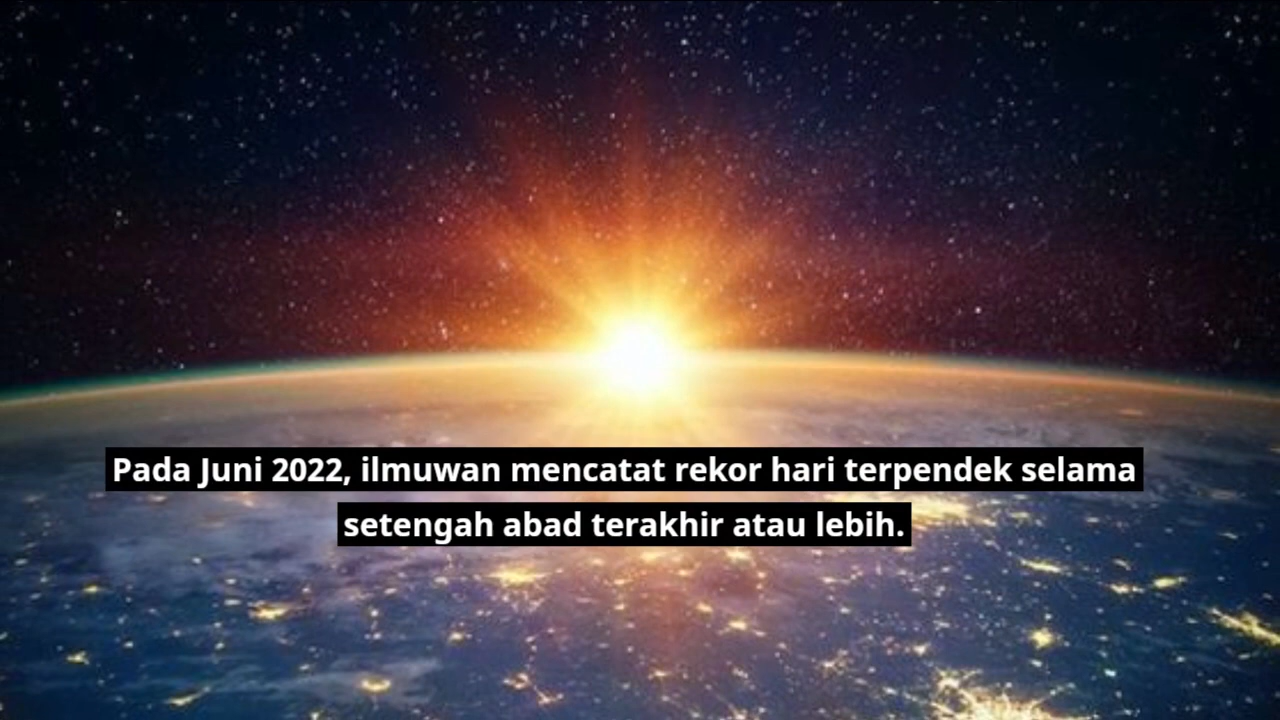 Pada Juni 2022, ilmuwan mencatat rekor hari terpendek selama
setengah abad terakhir atau lebih.